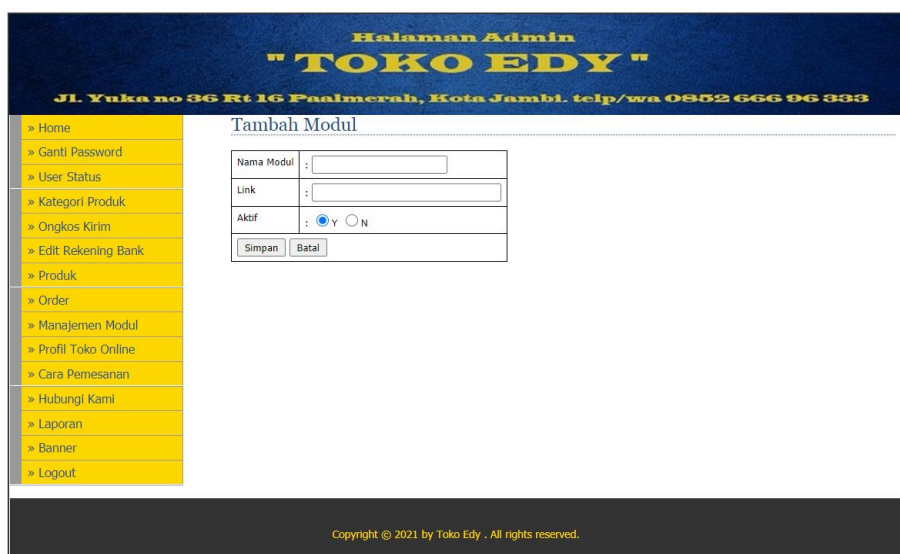 Halaman Admin
" TOKO EDY "
Jl. Yuka no 36 Rt 16 Paalmerah, Kota Jambi. telp/wa 0852 666 96 333
» Home
» Ganti Password
» User Status
» Kategori Produk
» Ongkos Kirim
» Edit Rekening Bank
» Produk
» Order
» Manajemen Modul
» Profil Toko Online
» Cara Pemesanan
» Hubungi Kami
» Laporan
» Banner
» Logout
Tambah Modul
Nama Modul :
Link :
Aktif : Y N
Simpan Batal
Copyright © 2021 by Toko Edy . All rights reserved.